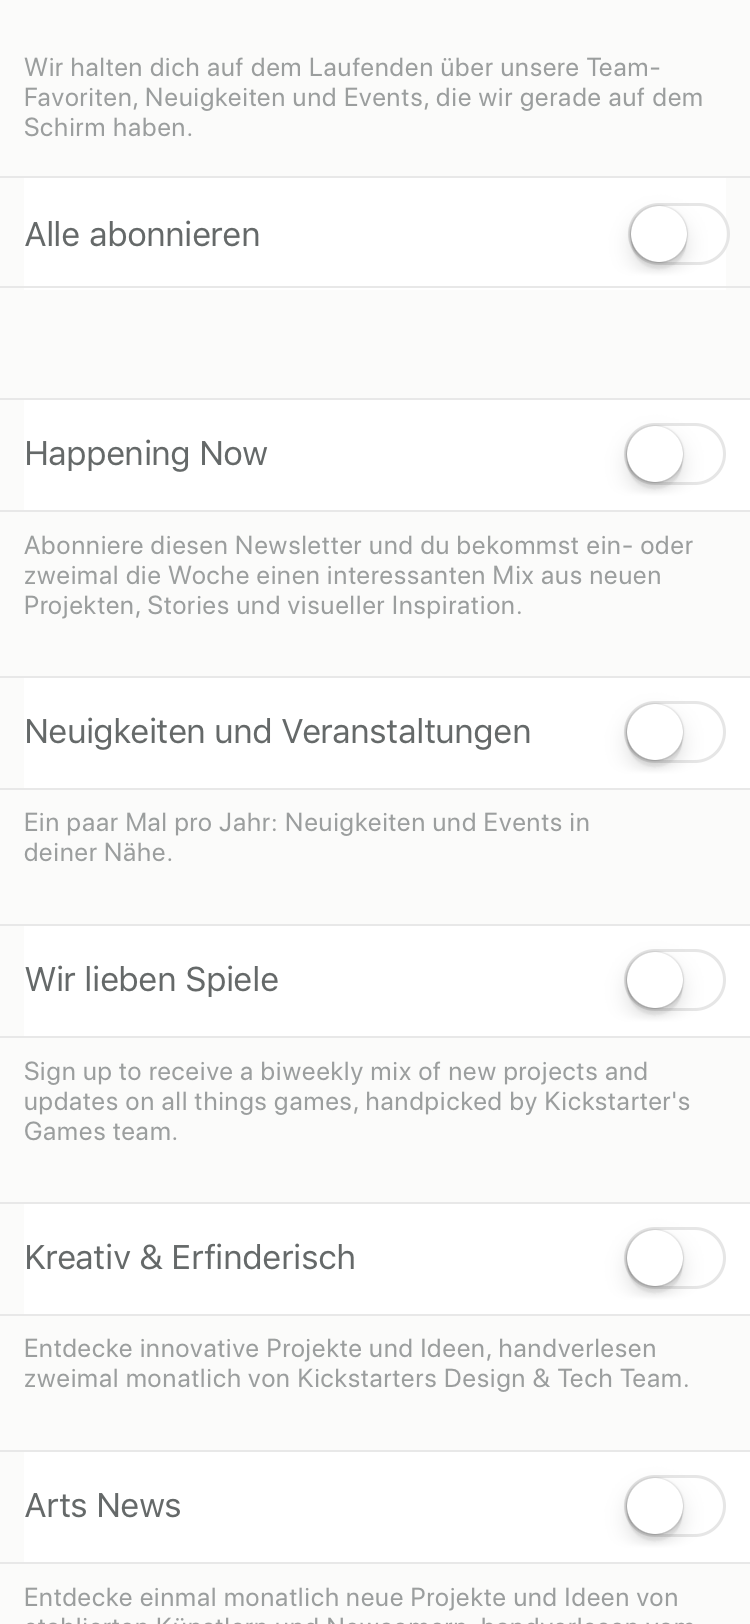 Wir halten dich auf dem Laufenden über unsere Team-
Favoriten, Neuigkeiten und Events, die wir gerade auf dem
Schirm haben.
Alle abonnieren
Happening Now
Abonniere diesen Newsletter und du bekommst ein- oder
zweimal die Woche einen interessanten Mix aus neuen
Projekten, Stories und visueller Inspiration.
Neuigkeiten und Veranstaltungen
Ein paar Mal pro Jahr: Neuigkeiten und Events in
deiner Nähe.
Wir lieben Spiele
Sign up to receive a biweekly mix of new projects and
updates on all things games, handpicked by Kickstarter's
Games team.
Kreativ & Erfinderisch
Entdecke innovative Projekte und Ideen, handverlesen
zweimal monatlich von Kickstarters Design & Tech Team.
Arts News
Entdecke einmal monatlich neue Projekte und Ideen von